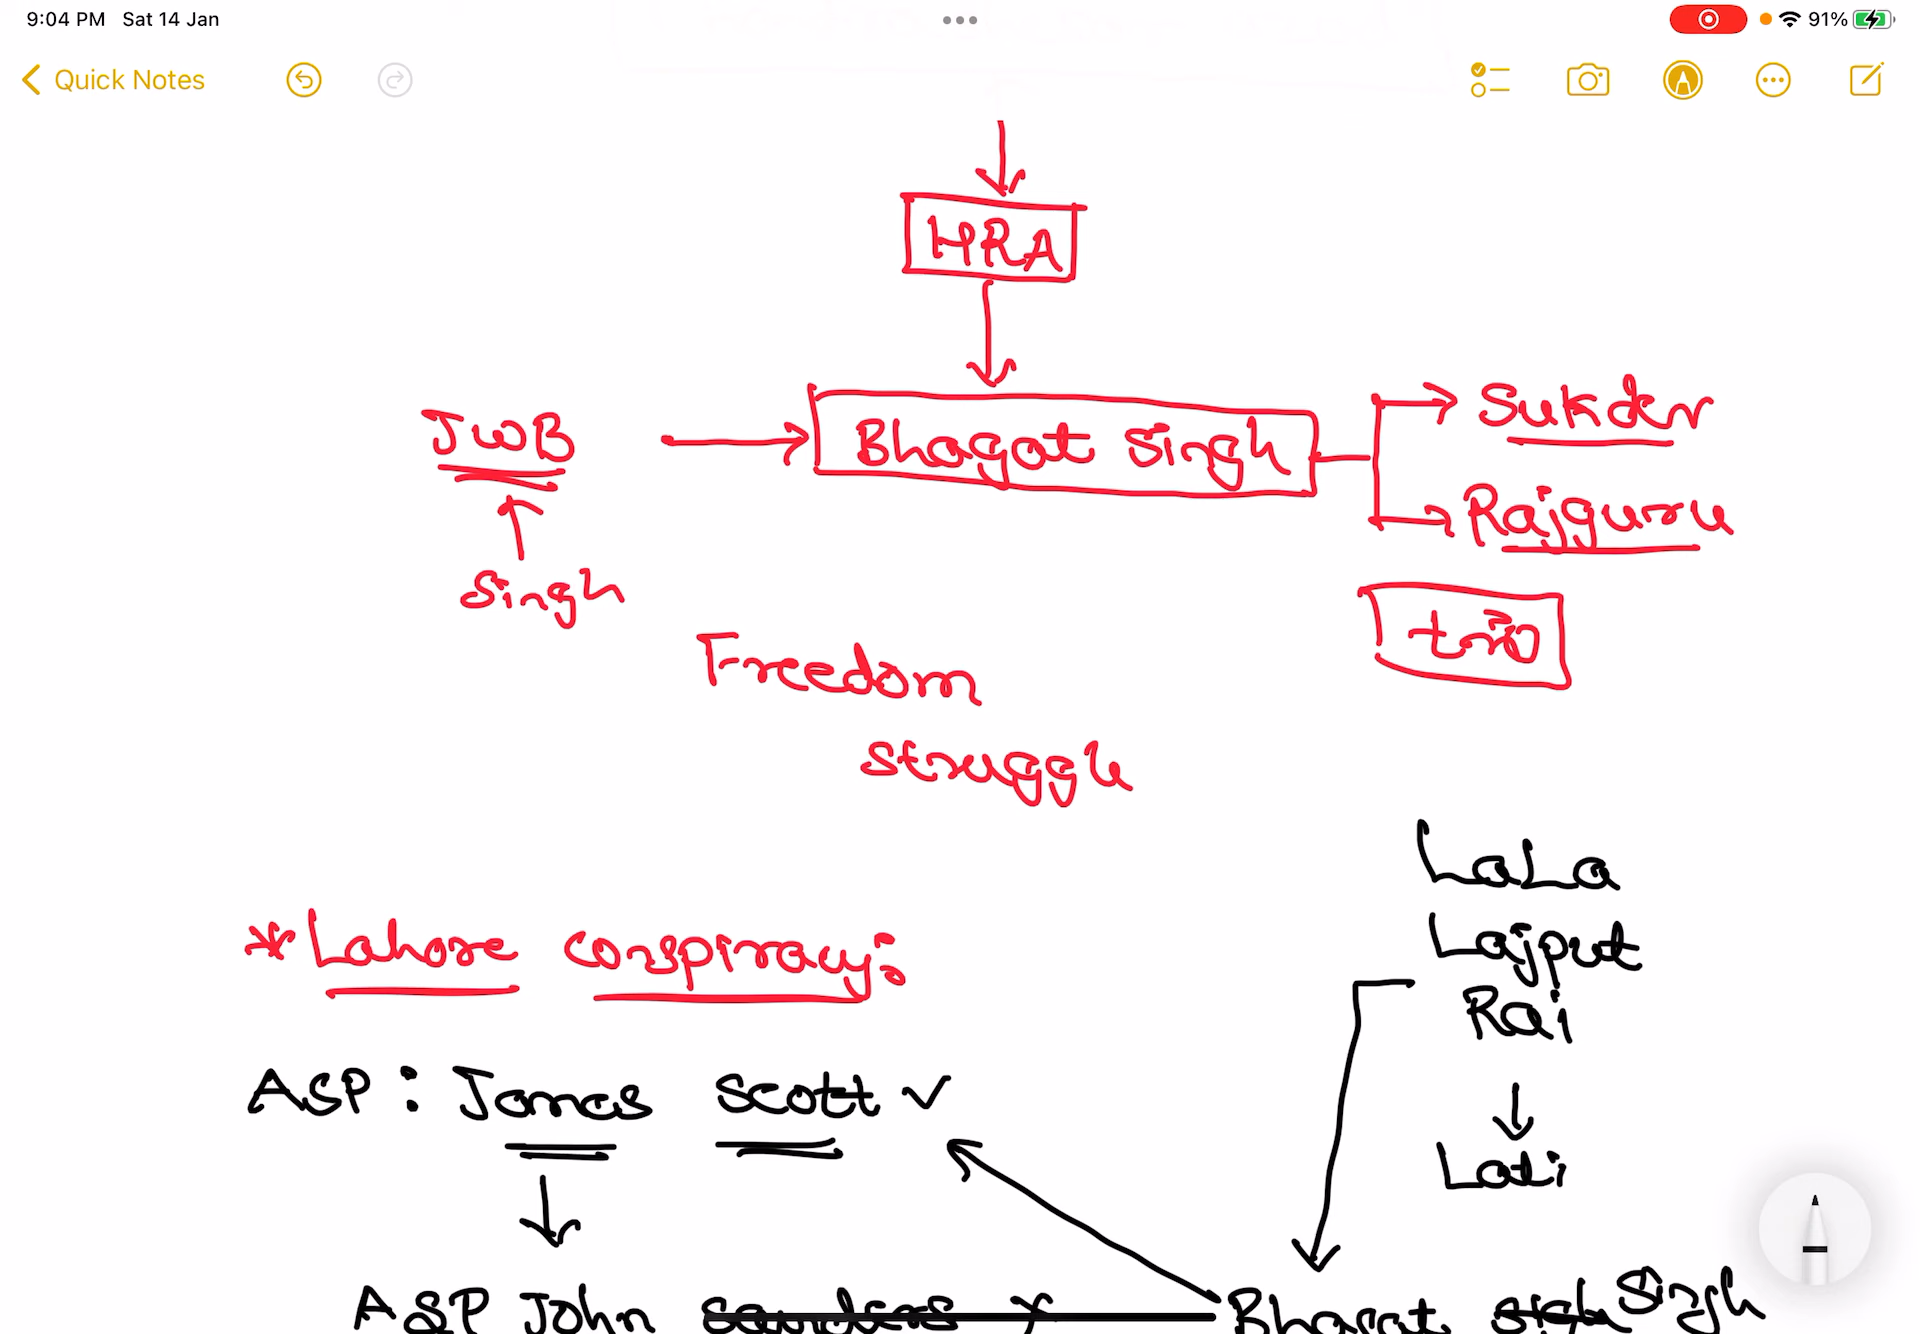 9:04 PM Sat 14 Jan
91%
Quick Notes
HRA
JWB
Bhagat Singh
Sukdev
Rajguru
Singh
trio
Freedom
struggle
LaLa
Lajput
Rai
* Lahore conspiracy:
ASP : James Scott ✓
Lati
ASP John saunders x
Bhagat Singh